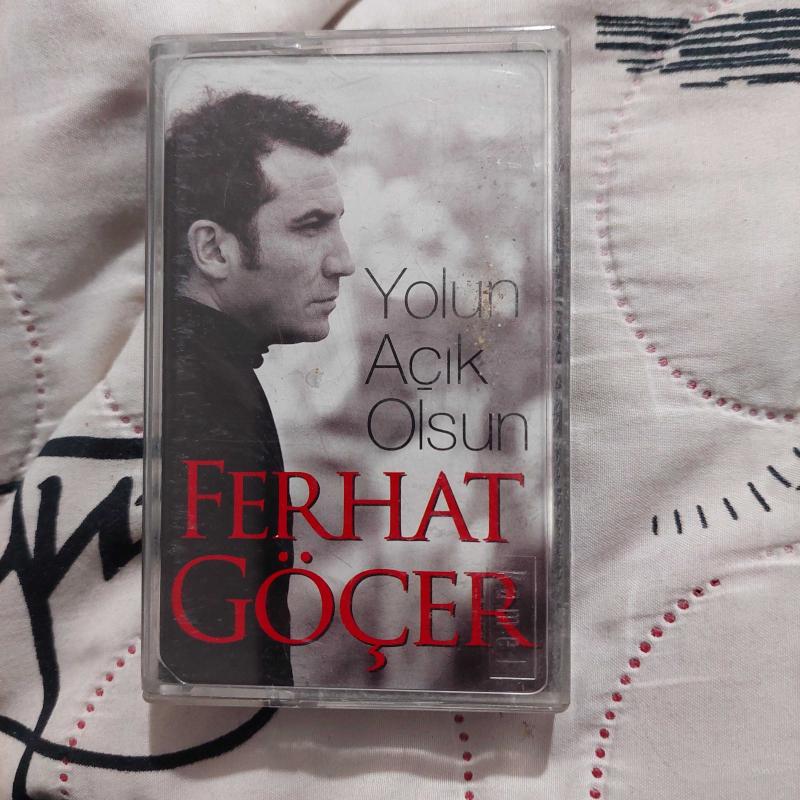 Yolun
Açık
Olsun
FERHAT
GÖÇER